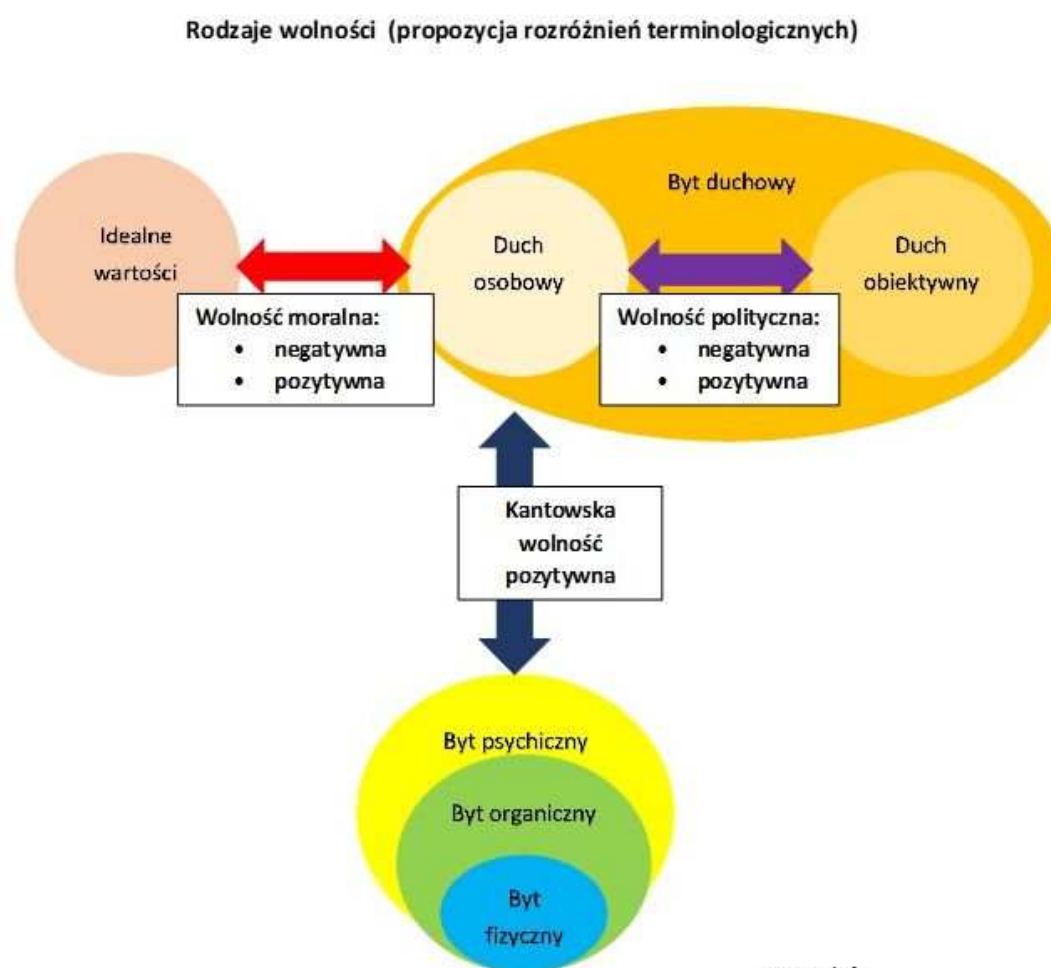 Rodzaje wolności (propozycja rozróżnień terminologicznych)
Byt duchowy
Idealne
wartości
Duch
osobowy
Duch
obiektywny
Wolność moralna:
• negatywna
• pozytywna
Wolność polityczna:
• negatywna
• pozytywna
Kantowska
wolność
pozytywna
Byt psychiczny
Byt organiczny
Byt
fizyczny